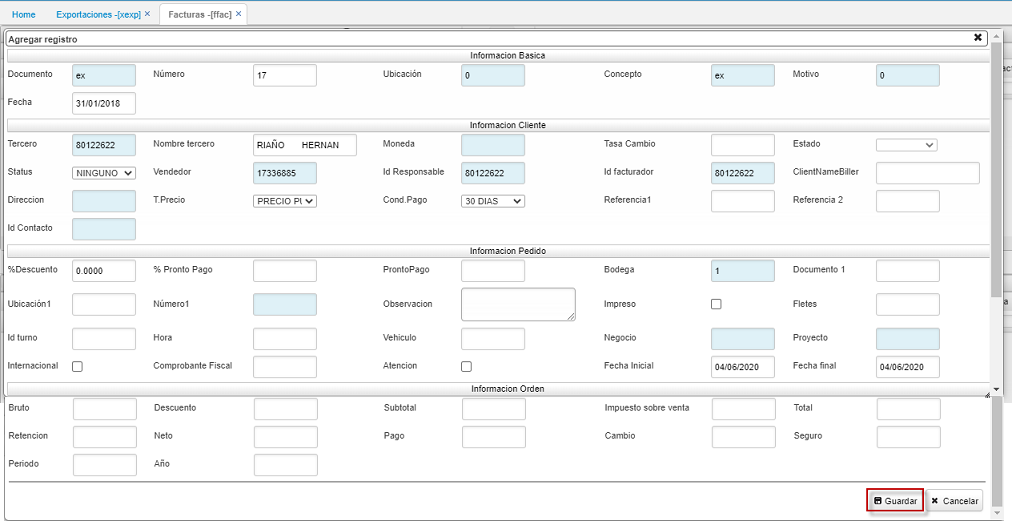 Home Exportaciones -[xexp] × Facturas -[ffac] ×
Agregar registro ✖
Informacion Basica
Documento ex Número 17 Ubicación 0 Concepto ex Motivo 0
Fecha 31/01/2018
Informacion Cliente
Tercero 80122622 Nombre tercero RIAÑO HERNAN Moneda Tasa Cambio Estado
Status NINGUNO Vendedor 17336885 Id Responsable 80122622 Id facturador 80122622 ClientNameBiller
Direccion T.Precio PRECIO PU Cond.Pago 30 DIAS Referencia1 Referencia 2
Id Contacto
Informacion Pedido
%Descuento 0.0000 % Pronto Pago ProntoPago Bodega 1 Documento 1
Ubicación1 Número1 Observacion Impreso Fletes
Id turno Hora Vehiculo Negocio Proyecto
Internacional Comprobante Fiscal Atencion Fecha Inicial 04/06/2020 Fecha final 04/06/2020
Informacion Orden
Bruto Descuento Subtotal Impuesto sobre venta Total
Retencion Neto Pago Cambio Seguro
Periodo Año
Guardar ✖ Cancelar